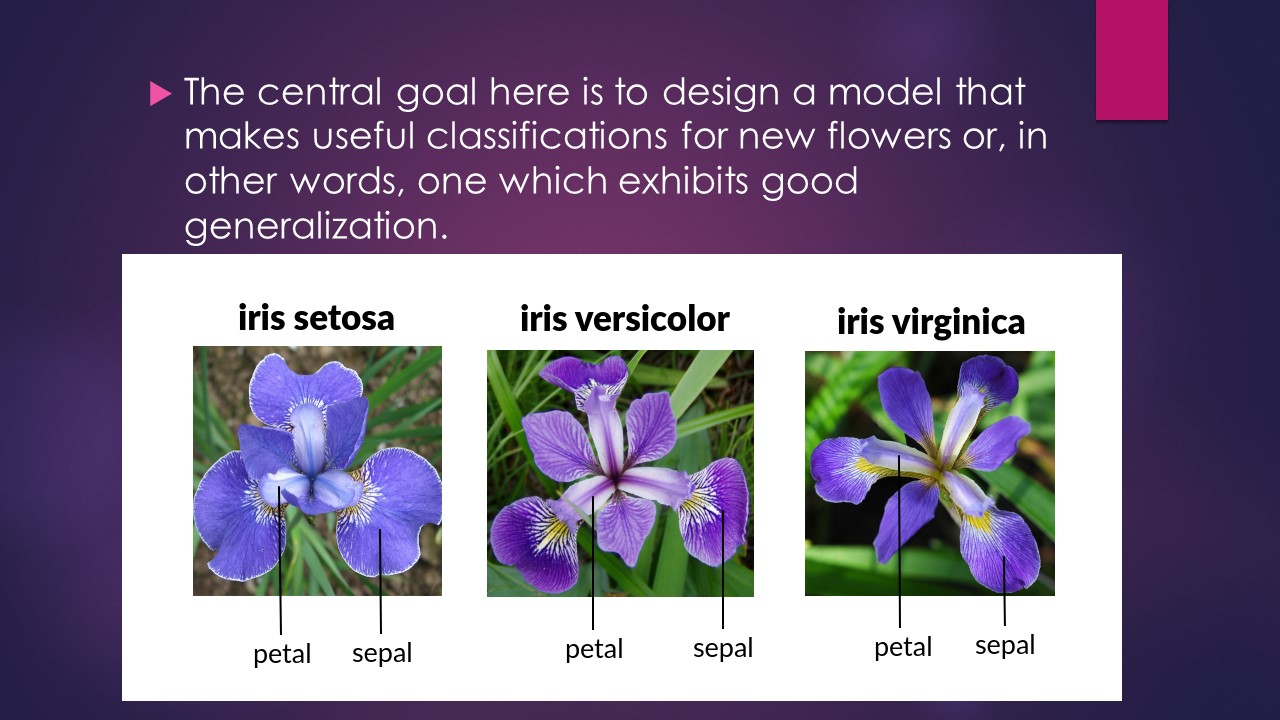 The central goal here is to design a model that
makes useful classifications for new flowers or, in
other words, one which exhibits good
generalization.
iris setosa
iris versicolor
iris virginica
petal
sepal
petal
sepal
petal
sepal